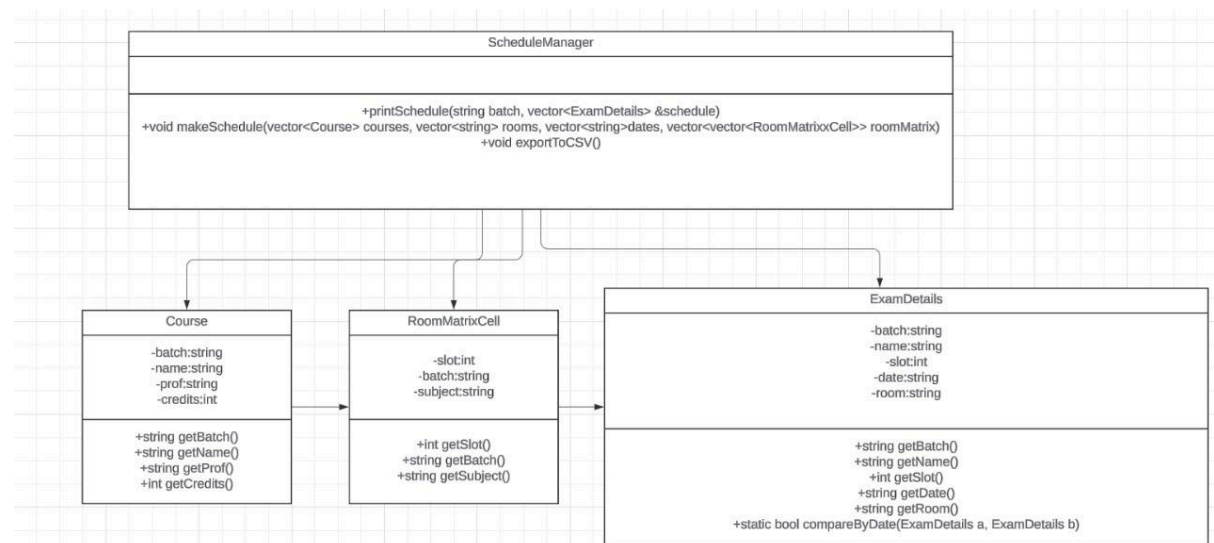 ScheduleManager
+printSchedule(string batch, vector<ExamDetails> &schedule)
+void makeSchedule(vector<Course> courses, vector<string> rooms, vector<string>dates, vector<vector<RoomMatrixxCell>> roomMatrix)
+void exportToCSV()
Course
-batch:string
-name:string
-prof:string
-credits:int
+string getBatch()
+string getName()
+string getProf()
+int getCredits()
RoomMatrixCell
-slot:int
-batch:string
-subject:string
+int getSlot()
+string getBatch()
+string getSubject()
ExamDetails
-batch:string
-name:string
-slot:int
-date:string
-room:string
+string getBatch()
+string getName()
+int getSlot()
+string getDate()
+string getRoom()
+static bool compareByDate(ExamDetails a, ExamDetails b)